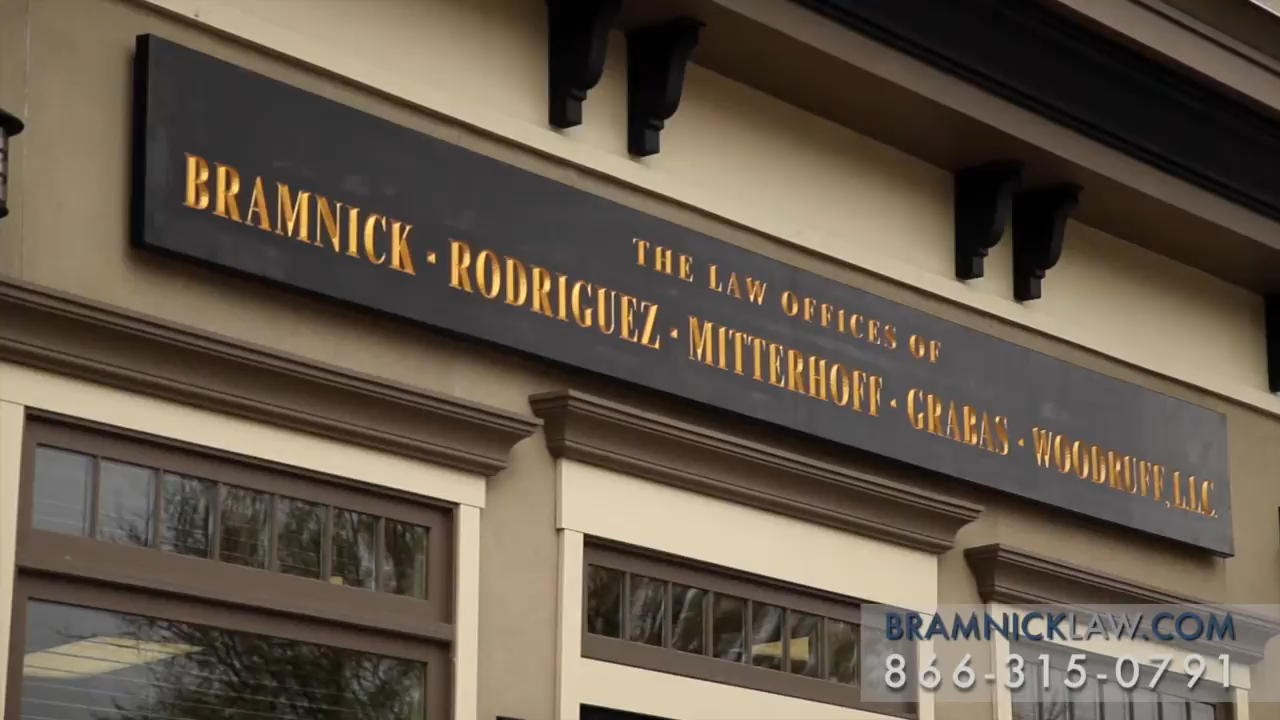 THE LAW OFFICES OF
BRAMNICK · RODRIGUEZ · MITTERHOFF · GRABAS · WOODRUFF, LLC.
BRAMNICKLAW.COM
866-315-0791